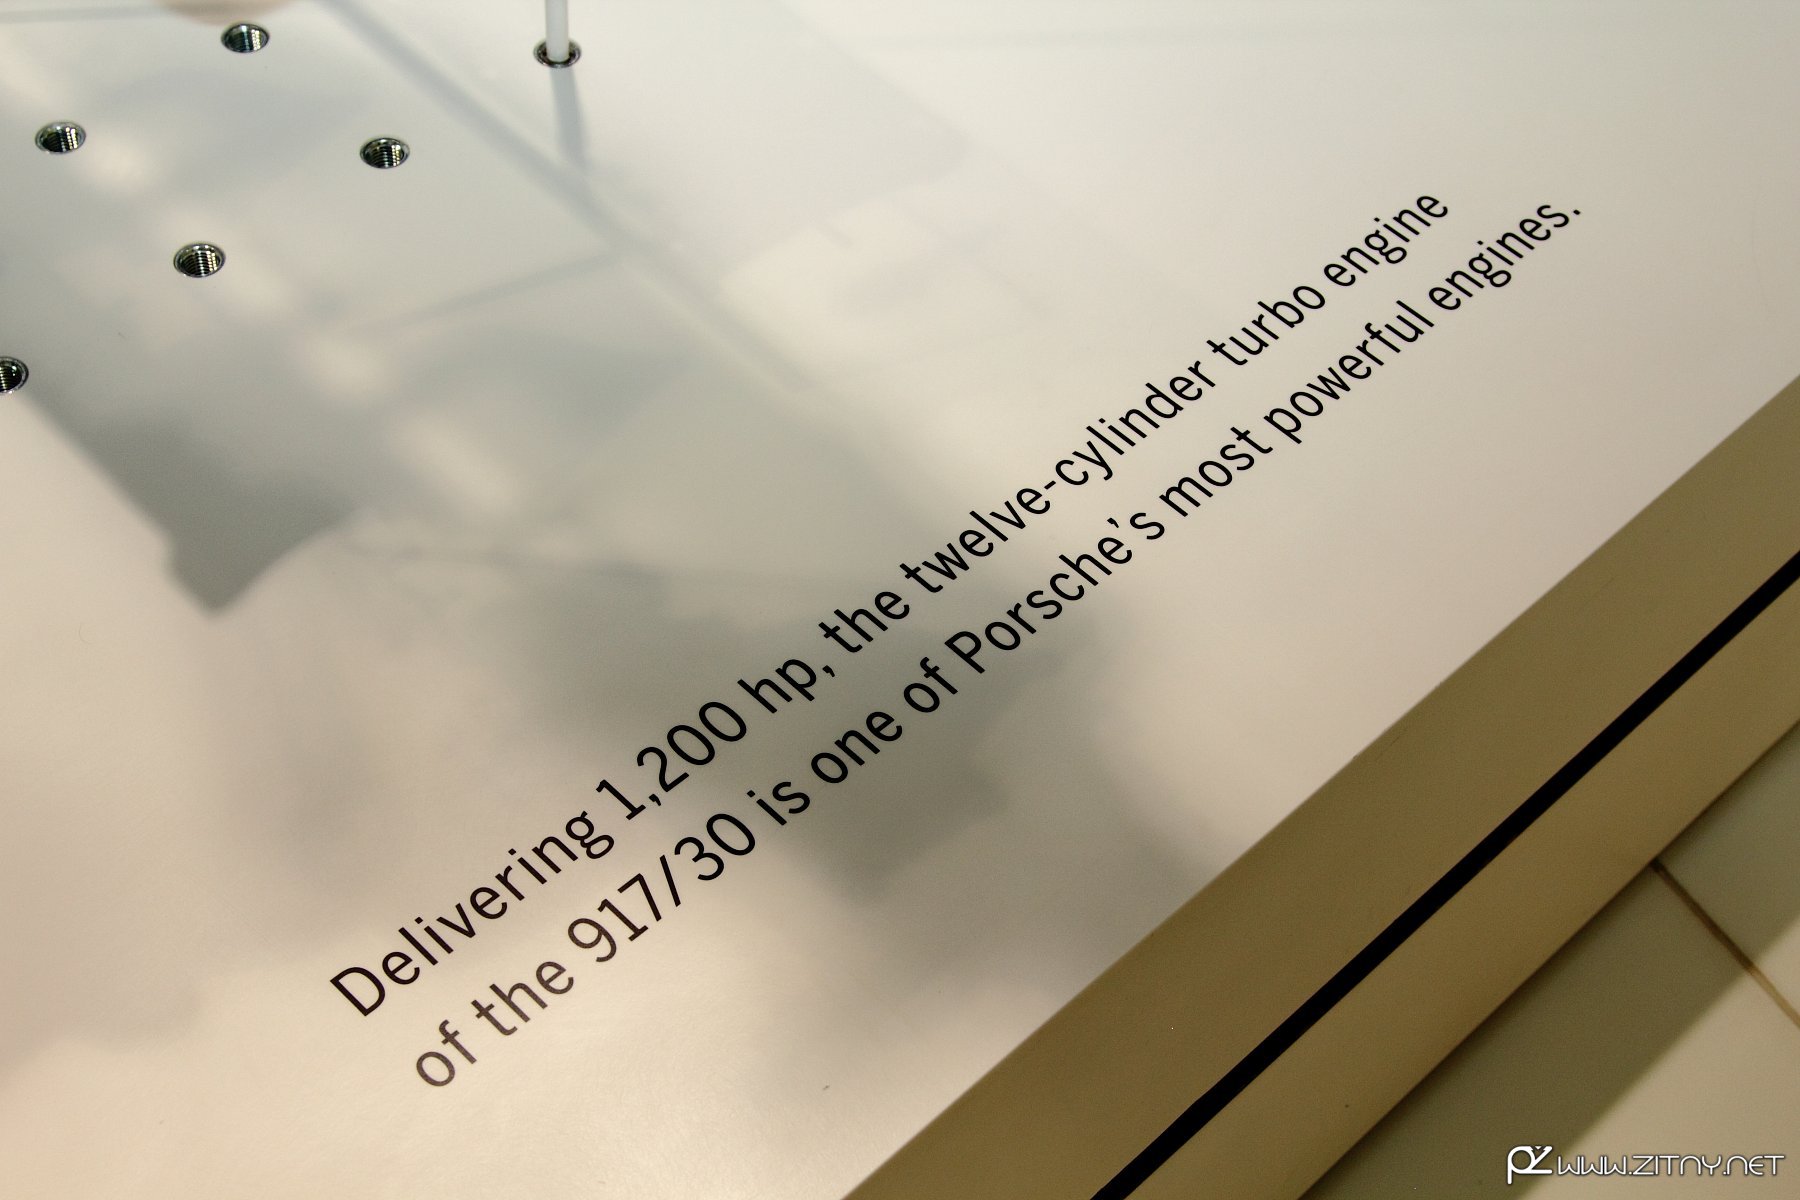 Delivering 1,200 hp, the twelve-cylinder turbo engine
of the 917/30 is one of Porsche's most powerful engines.
PZ WWW.ZITNY.NET